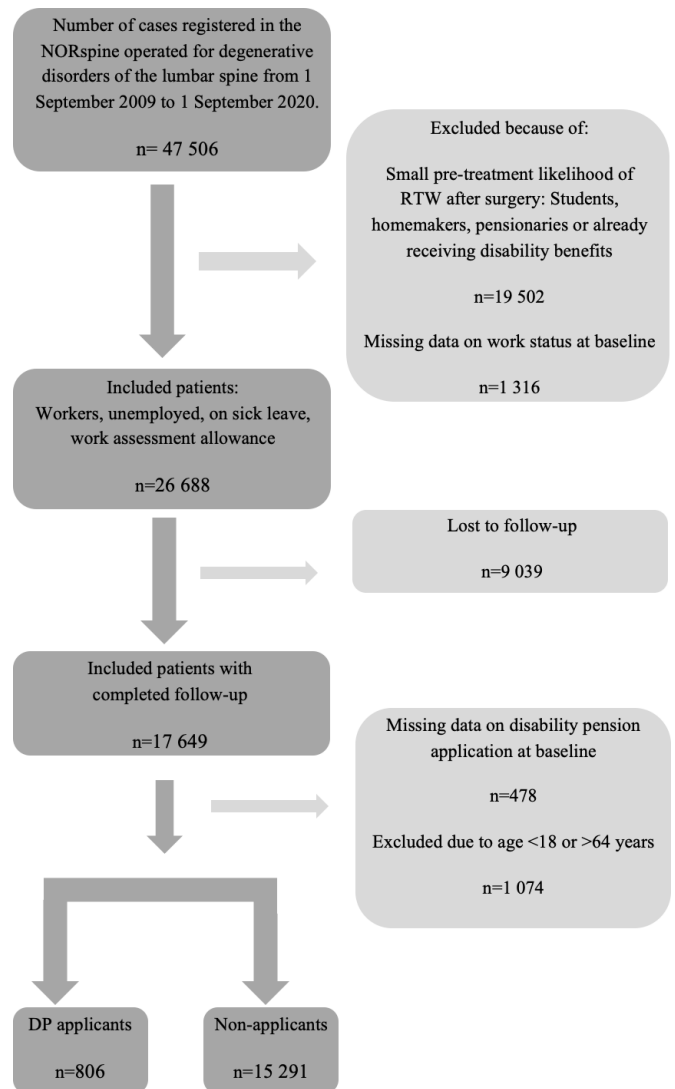 Number of cases registered in the
NORspine operated for degenerative
disorders of the lumbar spine from 1
September 2009 to 1 September 2020.
n= 47 506
Excluded because of:
Small pre-treatment likelihood of
RTW after surgery: Students,
homemakers, pensionaries or already
receiving disability benefits
n=19 502
Missing data on work status at baseline
n=1 316
Included patients:
Workers, unemployed, on sick leave,
work assessment allowance
n=26 688
Lost to follow-up
n=9 039
Included patients with
completed follow-up
n=17 649
Missing data on disability pension
application at baseline
n=478
Excluded due to age <18 or >64 years
n=1 074
DP applicants
n=806
Non-applicants
n=15 291